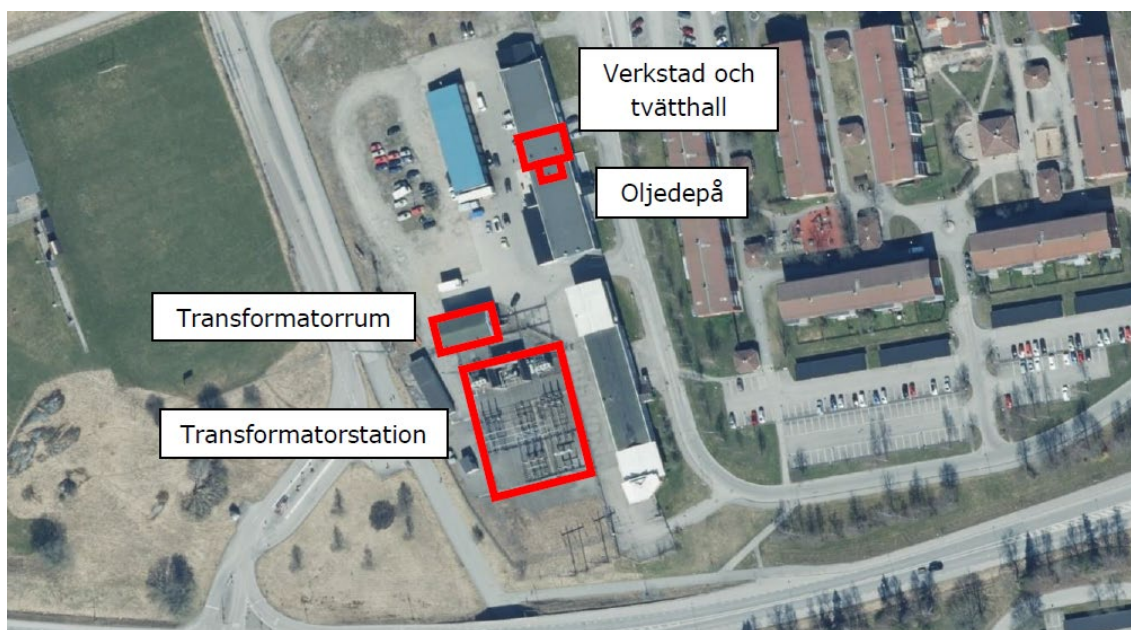 Verkstad och
tvätthall
Oljedepå
Transformatorrum
Transformatorstation